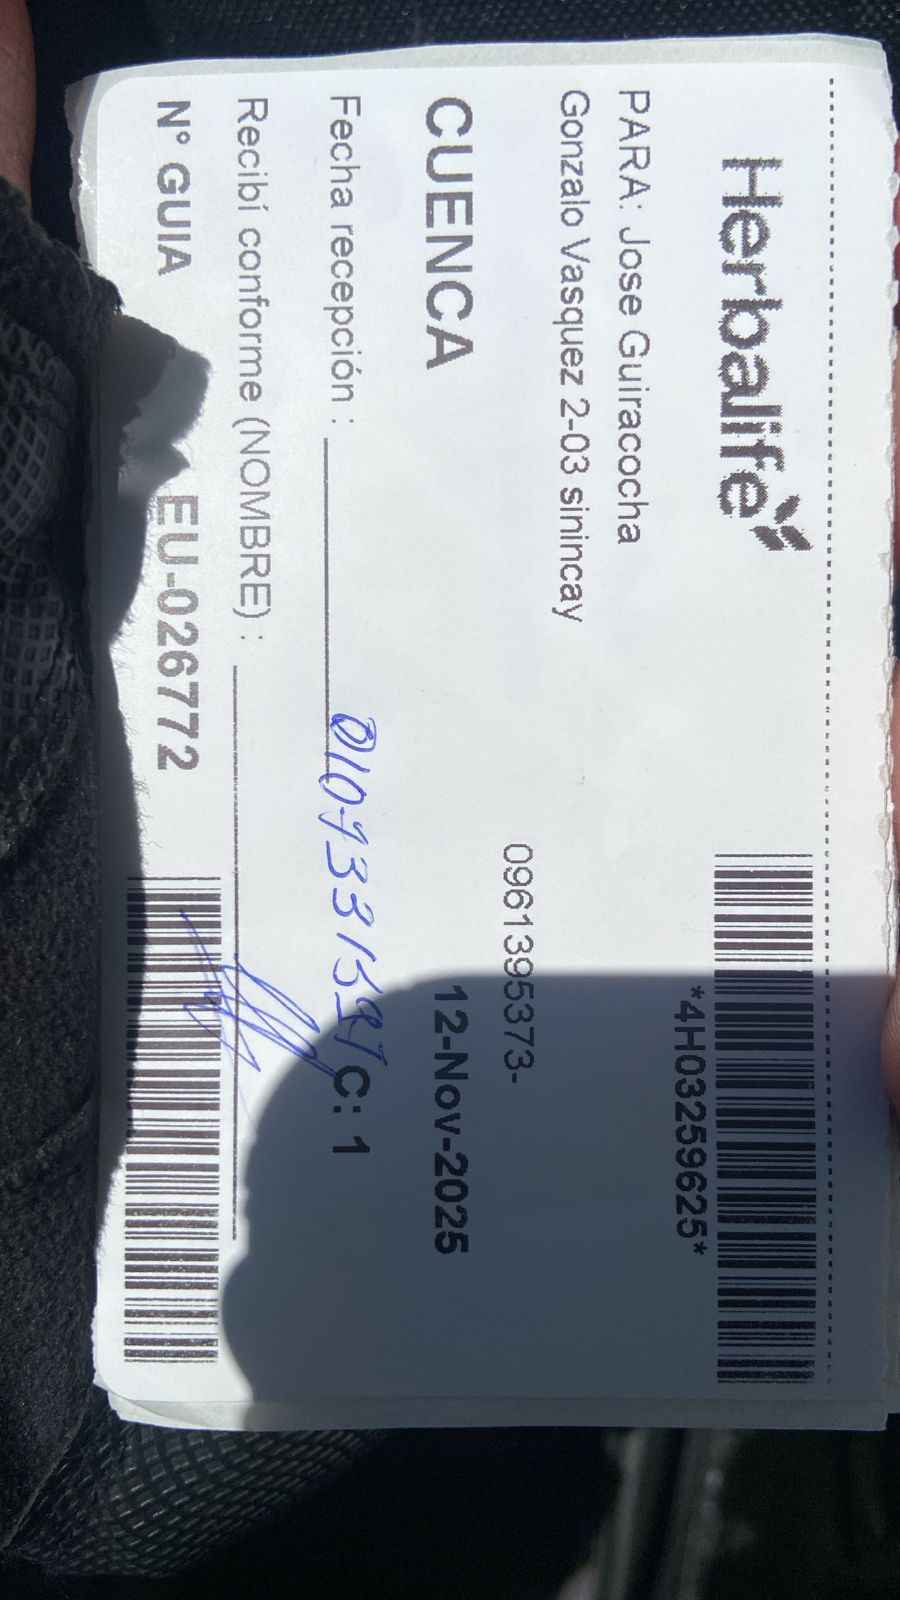 Herbalife
*4H03259625*
PARA: Jose Guiracocha
Gonzalo Vasquez 2-03 sinincay
0961395373-
CUENCA 12-Nov-2025
Fecha recepción : C: 1
Recibí conforme (NOMBRE) :
N° GUIA EU-026772